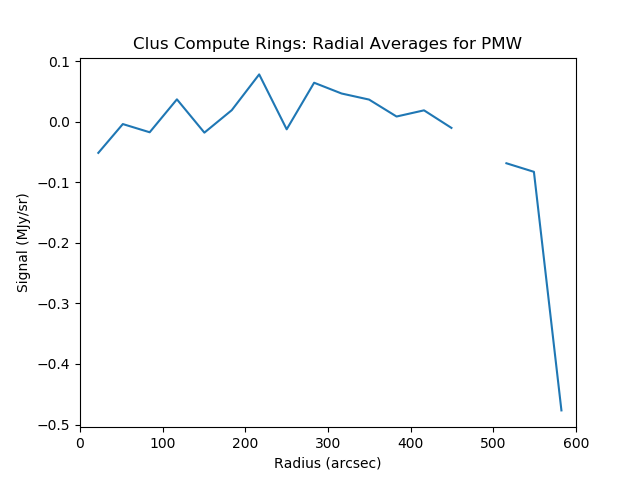 Clus Compute Rings: Radial Averages for PMW
0.1
0.0
−0.1
−0.2
−0.3
−0.4
−0.5
Signal (MJy/sr)
0 100 200 300 400 500 600
Radius (arcsec)